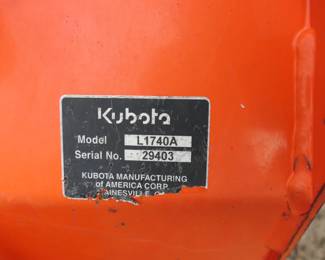 Kubota
Model L1740A
Serial No. 29403
KUBOTA MANUFACTURING
of AMERICA CORP.